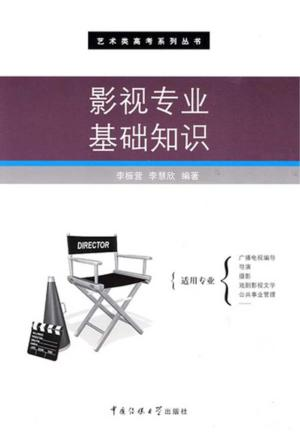 艺术类高考系列丛书
影视专业
基础知识
李振营 李慧欣 编著
DIRECTOR
适用专业
广播电视编导
导演
摄影
戏剧影视文学
公共事业管理
……
中国传媒大学出版社